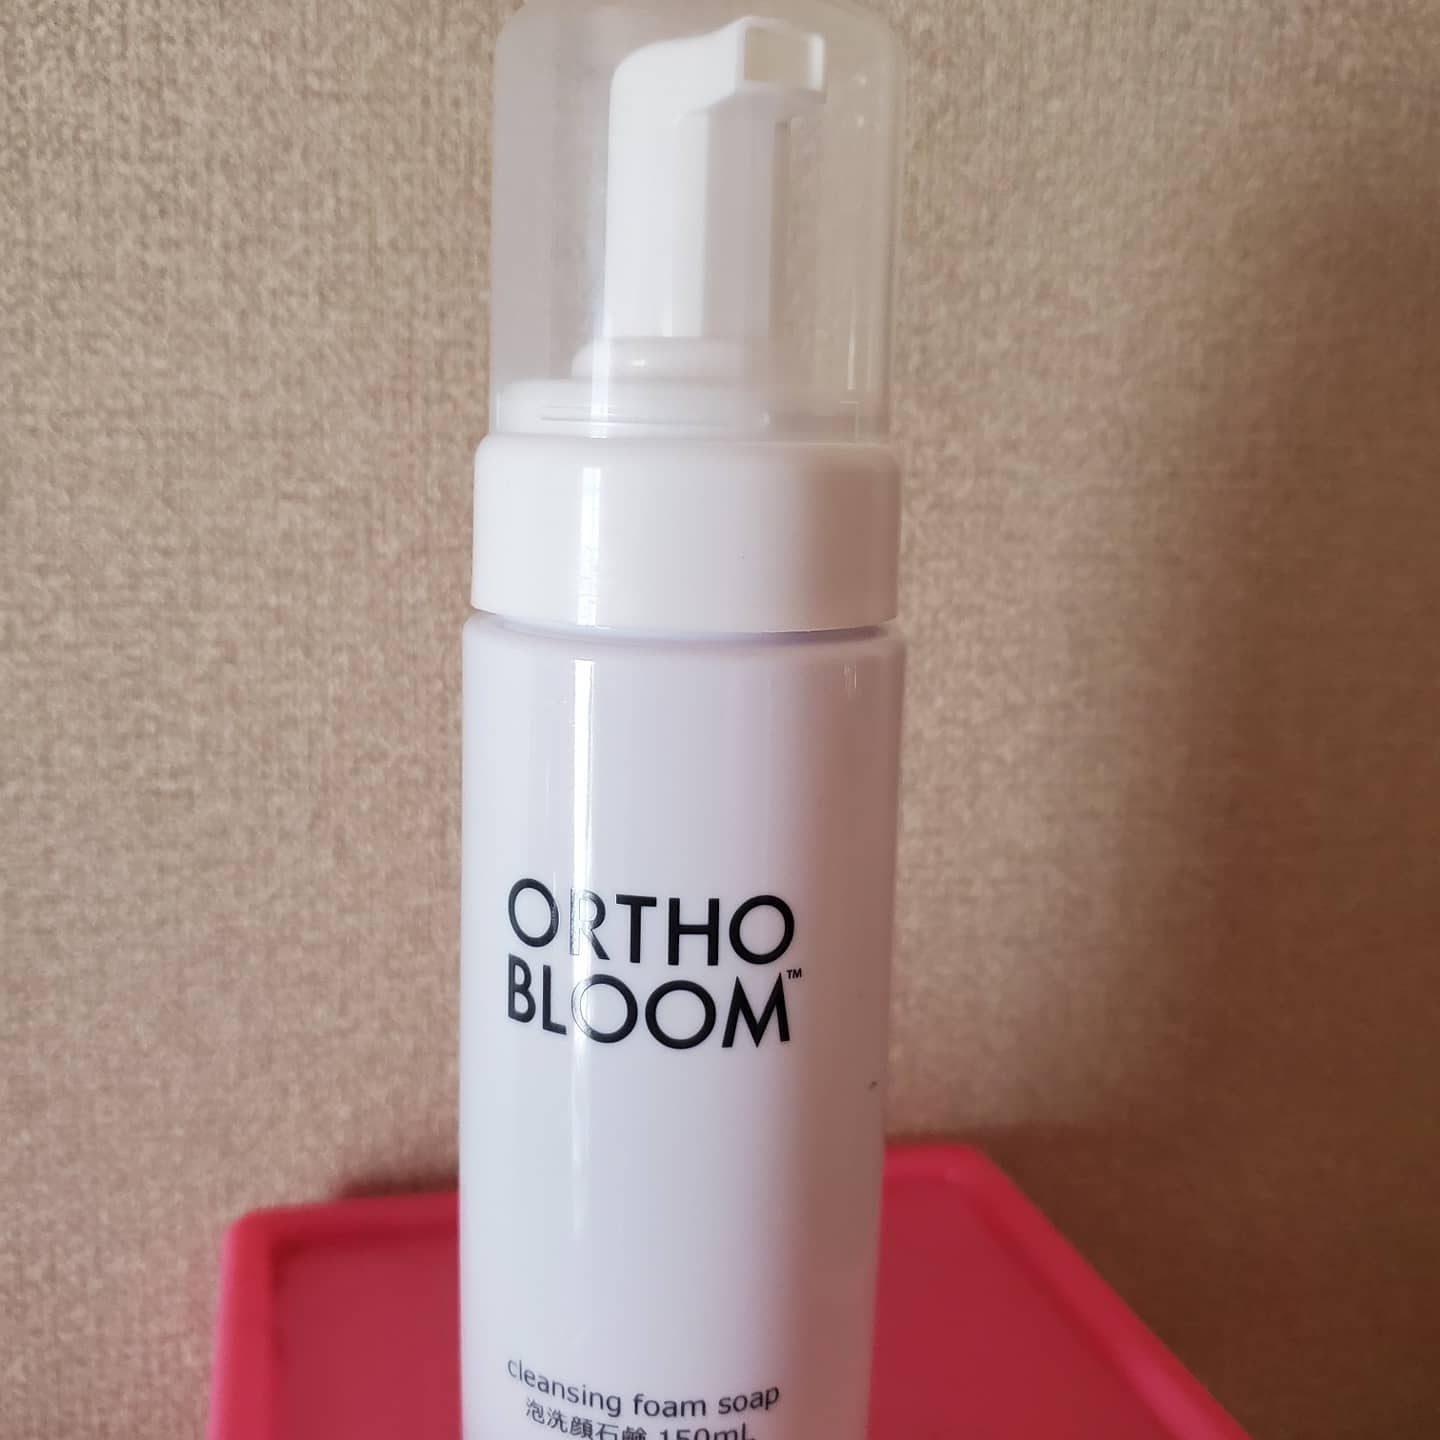 ORTHO
BLOOM™
cleansing foam soap
泡洗顔石鹸 150mL